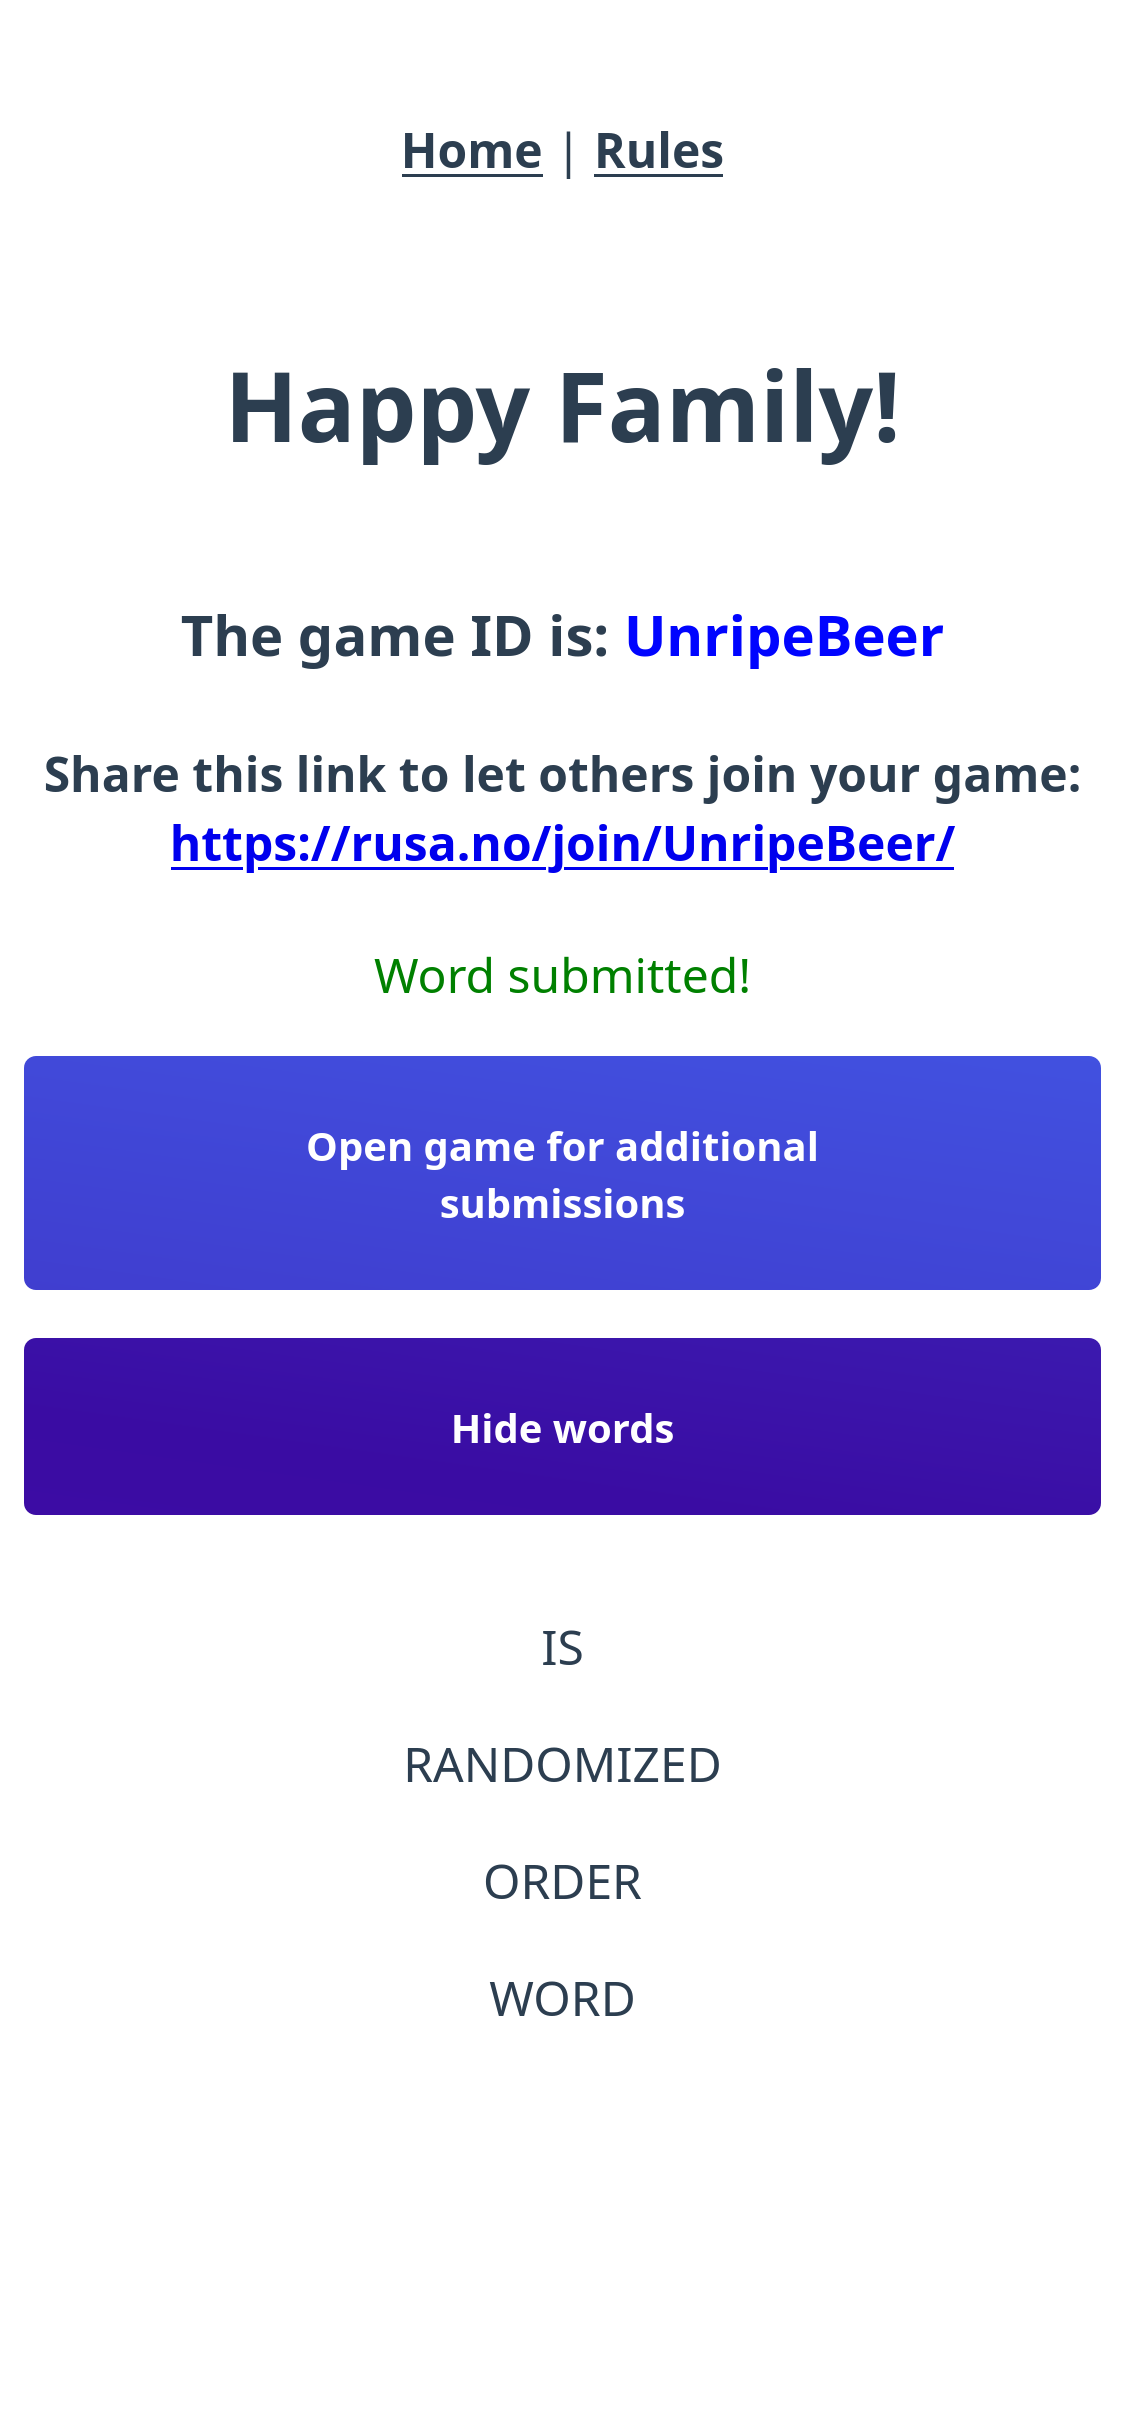 Home | Rules
Happy Family!
The game ID is: UnripeBeer
Share this link to let others join your game:
https://rusa.no/join/UnripeBeer/
Word submitted!
Open game for additional
submissions
Hide words
IS
RANDOMIZED
ORDER
WORD